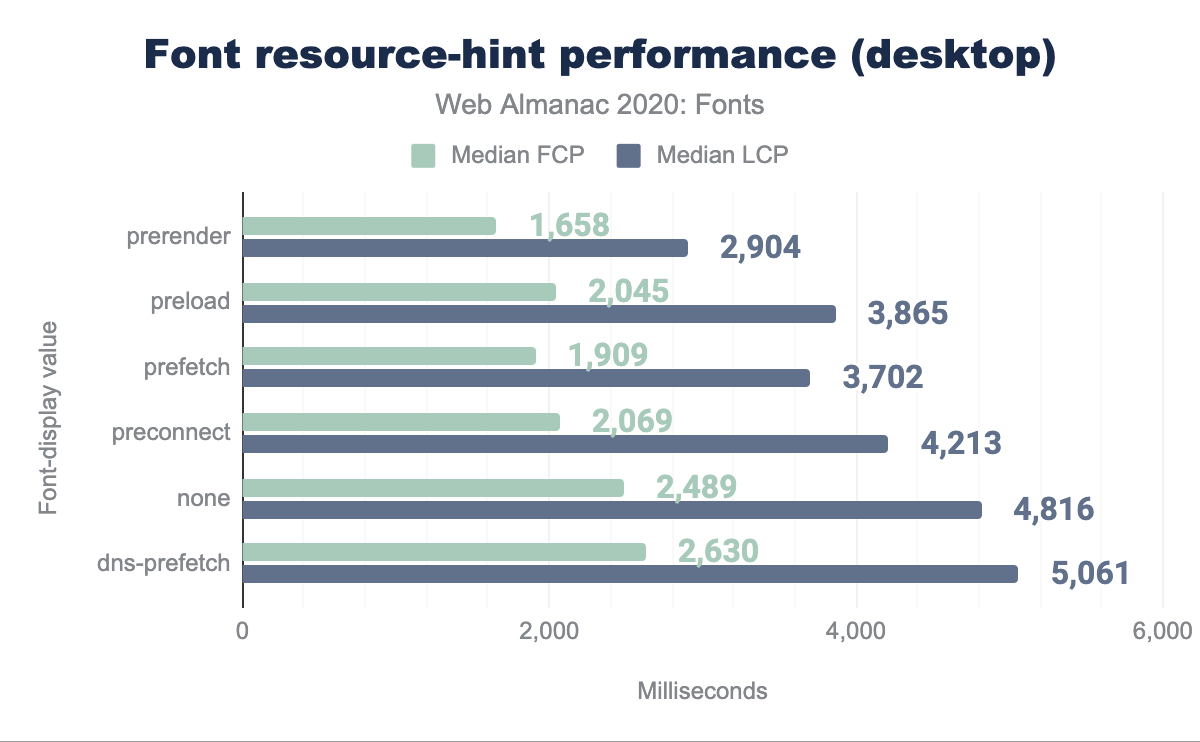 Font resource-hint performance (desktop)
Web Almanac 2020: Fonts
Median FCP Median LCP
Font-display value
prerender 1,658
2,904
preload 2,045
3,865
prefetch 1,909
3,702
preconnect 2,069
4,213
none 2,489
4,816
dns-prefetch 2,630
5,061
0 2,000 4,000 6,000
Milliseconds